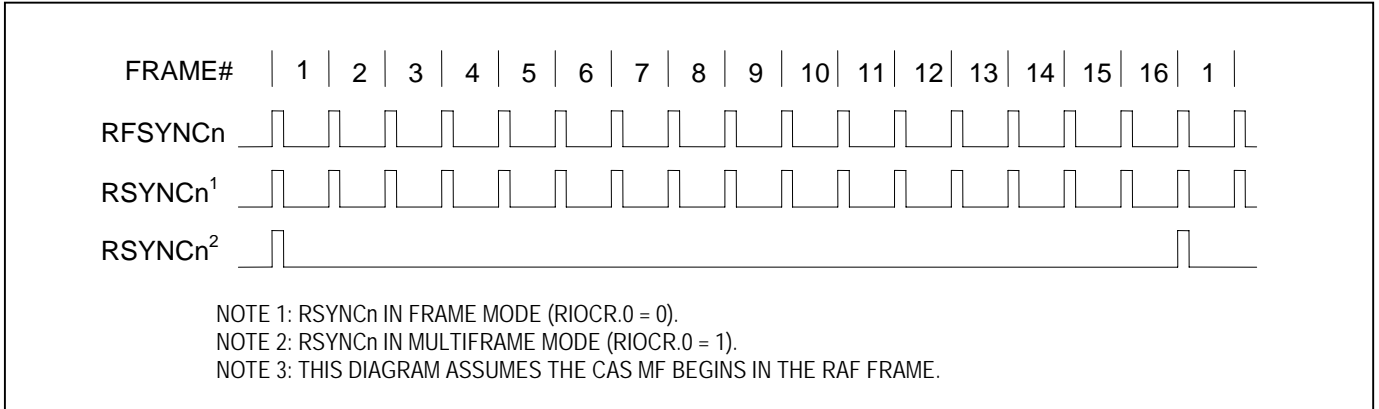 FRAME# 1 2 3 4 5 6 7 8 9 10 11 12 13 14 15 16 1
RFSYNCn
RSYNCn¹
RSYNCn²
NOTE 1: RSYNCn IN FRAME MODE (RIOCR.0 = 0).
NOTE 2: RSYNCn IN MULTIFRAME MODE (RIOCR.0 = 1).
NOTE 3: THIS DIAGRAM ASSUMES THE CAS MF BEGINS IN THE RAF FRAME.